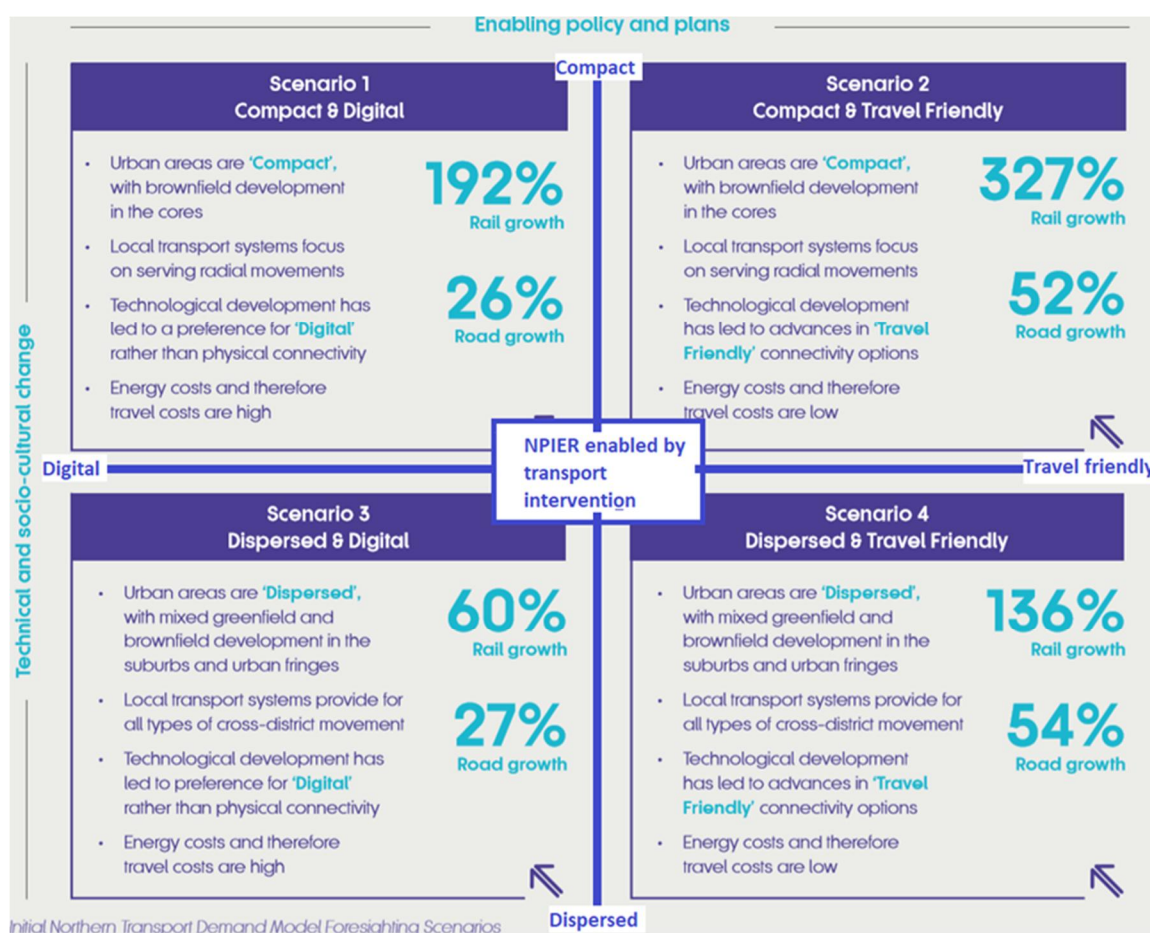 Enabling policy and plans
Compact
Scenario 1
Compact & Digital
• Urban areas are 'Compact',
with brownfield development
in the cores
• Local transport systems focus
on serving radial movements
• Technological development has
led to a preference for 'Digital'
rather than physical connectivity
• Energy costs and therefore
travel costs are high
192%
Rail growth
26%
Road growth
Scenario 2
Compact & Travel Friendly
• Urban areas are 'Compact',
with brownfield development
in the cores
• Local transport systems focus
on serving radial movements
• Technological development
has led to advances in 'Travel
Friendly' connectivity options
• Energy costs and therefore
travel costs are low
327%
Rail growth
52%
Road growth
Technical and socio-cultural change
Digital
NPIER enabled by
transport
intervention
Travel friendly
Scenario 3
Dispersed & Digital
• Urban areas are 'Dispersed',
with mixed greenfield and
brownfield development in the
suburbs and urban fringes
• Local transport systems provide for
all types of cross-district movement
• Technological development has
led to preference for 'Digital'
rather than physical connectivity
• Energy costs and therefore
travel costs are high
60%
Rail growth
27%
Road growth
Scenario 4
Dispersed & Travel Friendly
• Urban areas are 'Dispersed',
with mixed greenfield and
brownfield development in the
suburbs and urban fringes
• Local transport systems provide for
all types of cross-district movement
• Technological development
has led to advances in 'Travel
Friendly' connectivity options
• Energy costs and therefore
travel costs are low
136%
Rail growth
54%
Road growth
Dispersed
Initial Northern Transport Demand Model Foresighting Scenarios